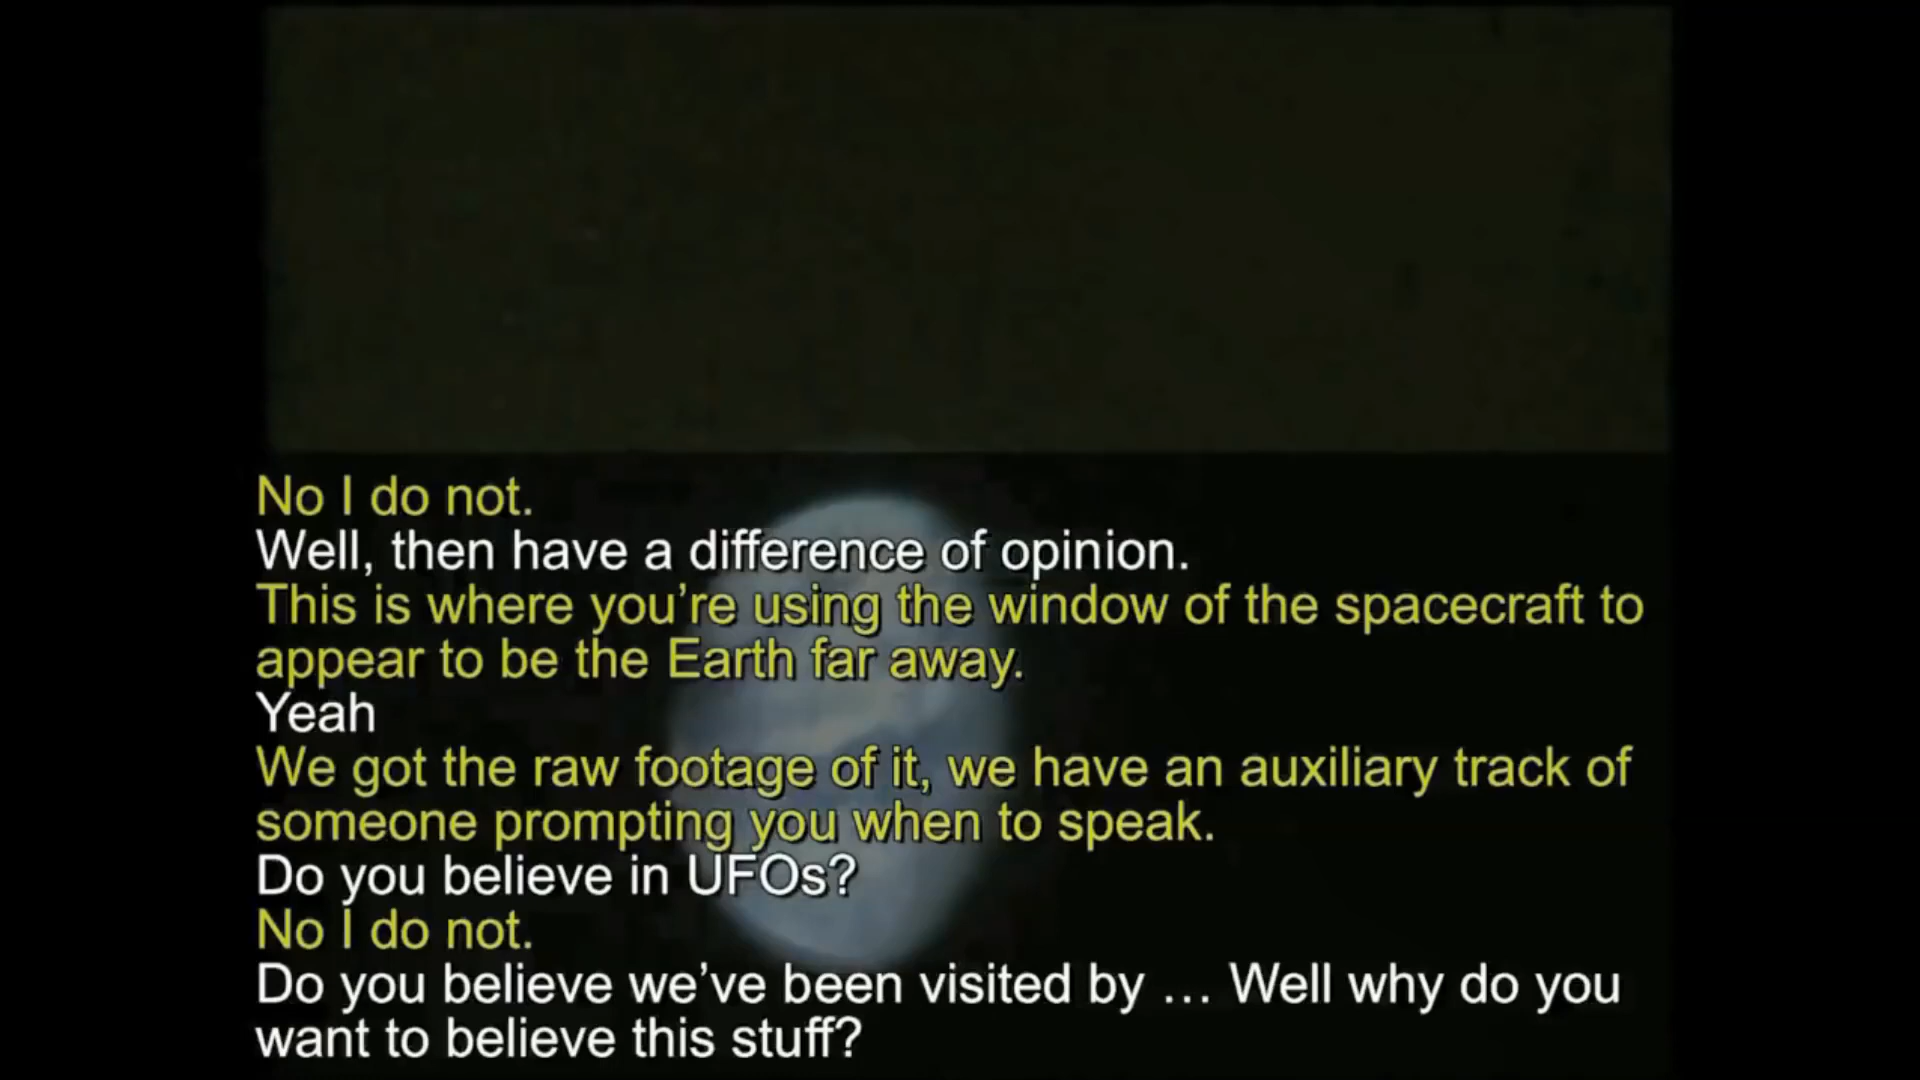 No I do not.
Well, then have a difference of opinion.
This is where you’re using the window of the spacecraft to
appear to be the Earth far away.
Yeah
We got the raw footage of it, we have an auxiliary track of
someone prompting you when to speak.
Do you believe in UFOs?
No I do not.
Do you believe we’ve been visited by … Well why do you
want to believe this stuff?